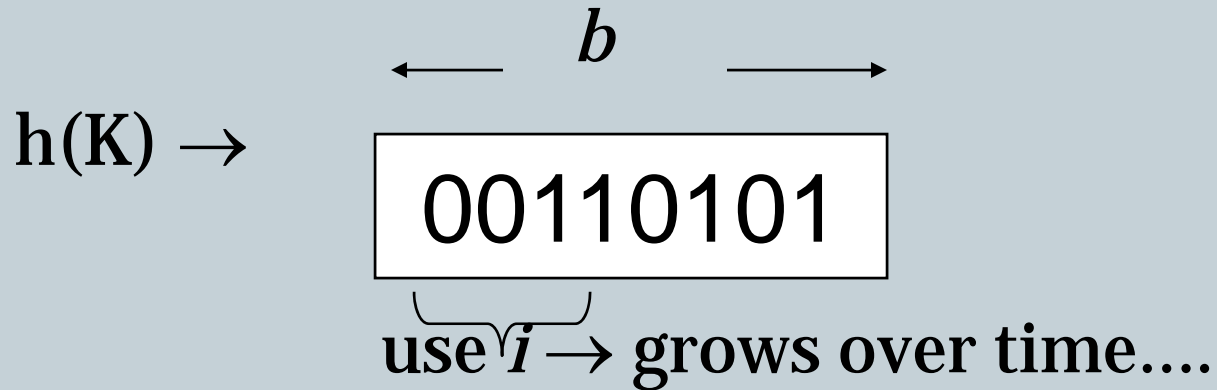 b
h(K) →
00110101
use i → grows over time....